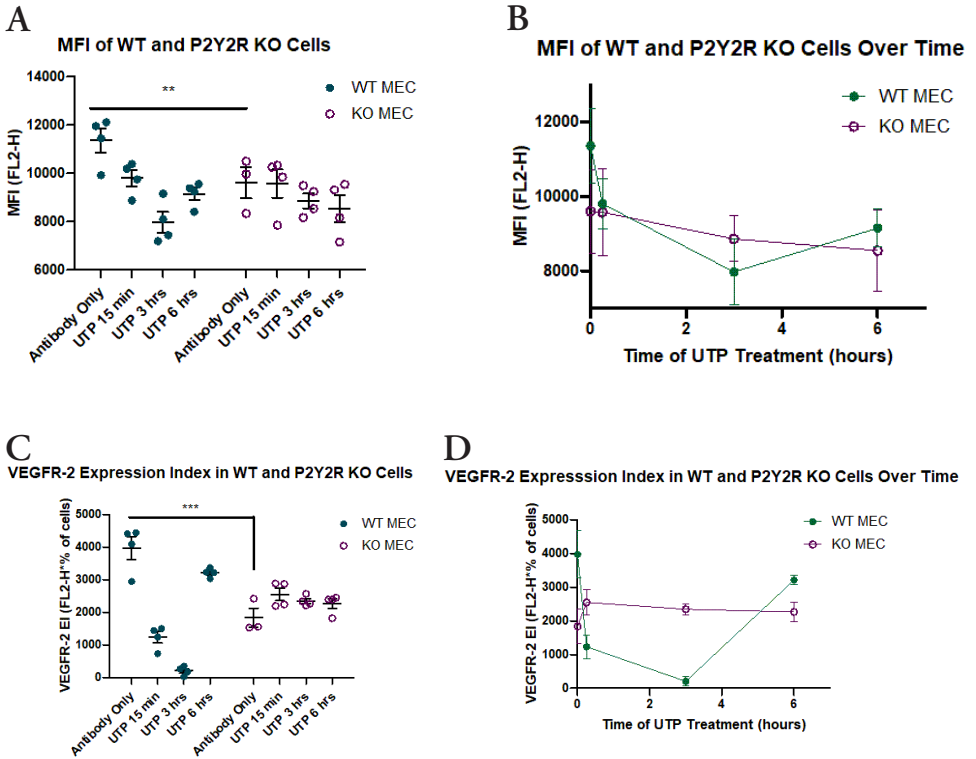 A
MFI of WT and P2Y2R KO Cells
14000
12000
10000
8000
6000
MFI (FL2-H)
**
WT MEC
KO MEC
Antibody Only
UTP 15 min
UTP 3 hrs
UTP 6 hrs
Antibody Only
UTP 15 min
UTP 3 hrs
UTP 6 hrs
B
MFI of WT and P2Y2R KO Cells Over Time
12000
10000
8000
MFI (FL2-H)
WT MEC
KO MEC
0
2
4
6
Time of UTP Treatment (hours)
C
VEGFR-2 Expression Index in WT and P2Y2R KO Cells
5000
4000
3000
2000
1000
0
VEGFR-2 EI (FL2-H*% of cells)
***
WT MEC
KO MEC
Antibody Only
UTP 15 min
UTP 3 hrs
UTP 6 hrs
Antibody Only
UTP 15 min
UTP 3 hrs
UTP 6 hrs
D
VEGFR-2 Expresssion Index in WT and P2Y2R KO Cells Over Time
5000
4000
3000
2000
1000
0
VEGFR-2 EI (FL2-H*% of cells)
WT MEC
KO MEC
0
2
4
6
Time of UTP Treatment (hours)